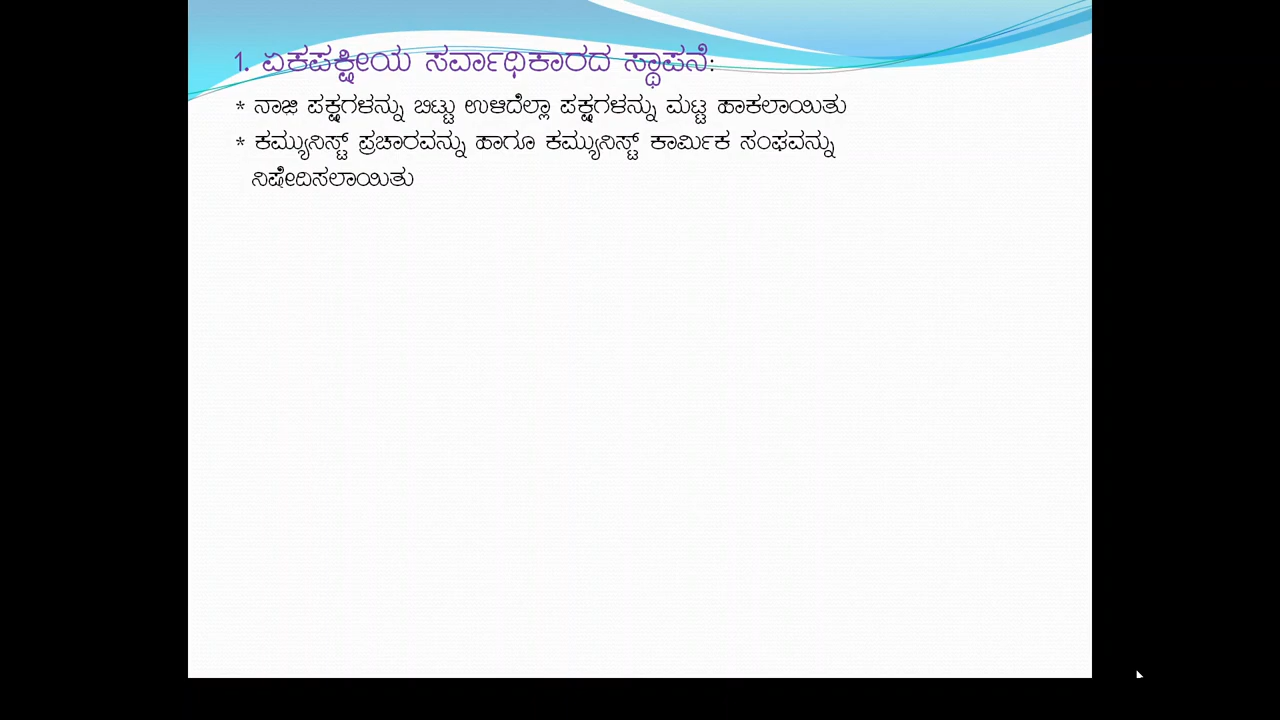 1. ಏಕಪಕ್ಷೀಯ ಸರ್ವಾಧಿಕಾರದ ಸ್ಥಾಪನೆ:
* ನಾಜಿ ಪಕ್ಷಗಳನ್ನು ಬಿಟ್ಟು ಉಳಿದೆಲ್ಲಾ ಪಕ್ಷಗಳನ್ನು ಮಟ್ಟ ಹಾಕಲಾಯಿತು
* ಕಮ್ಯುನಿಸ್ಟ್ ಪ್ರಚಾರವನ್ನು ಹಾಗೂ ಕಮ್ಯುನಿಸ್ಟ್ ಕಾರ್ಮಿಕ ಸಂಘವನ್ನು
ನಿಷೇದಿಸಲಾಯಿತು